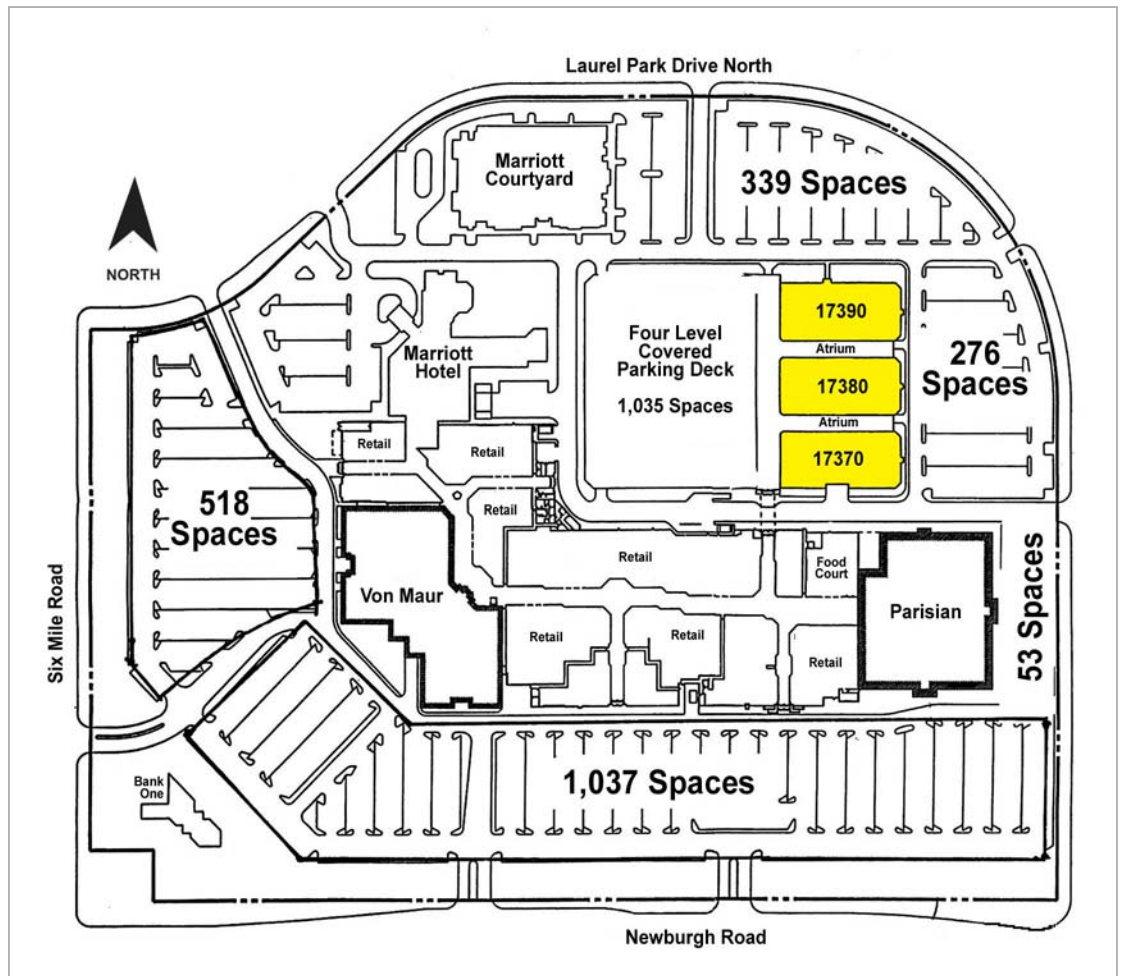 Laurel Park Drive North
Marriott
Courtyard
339 Spaces
NORTH
17390
Four Level
Covered
Parking Deck
1,035 Spaces
Atrium
276
Spaces
Marriott
Hotel
17380
Atrium
Retail
Retail
17370
518
Spaces
Retail
Retail
Food
Court
53 Spaces
Six Mile Road
Von Maur
Parisian
Retail
Retail
Retail
1,037 Spaces
Bank
One
Newburgh Road